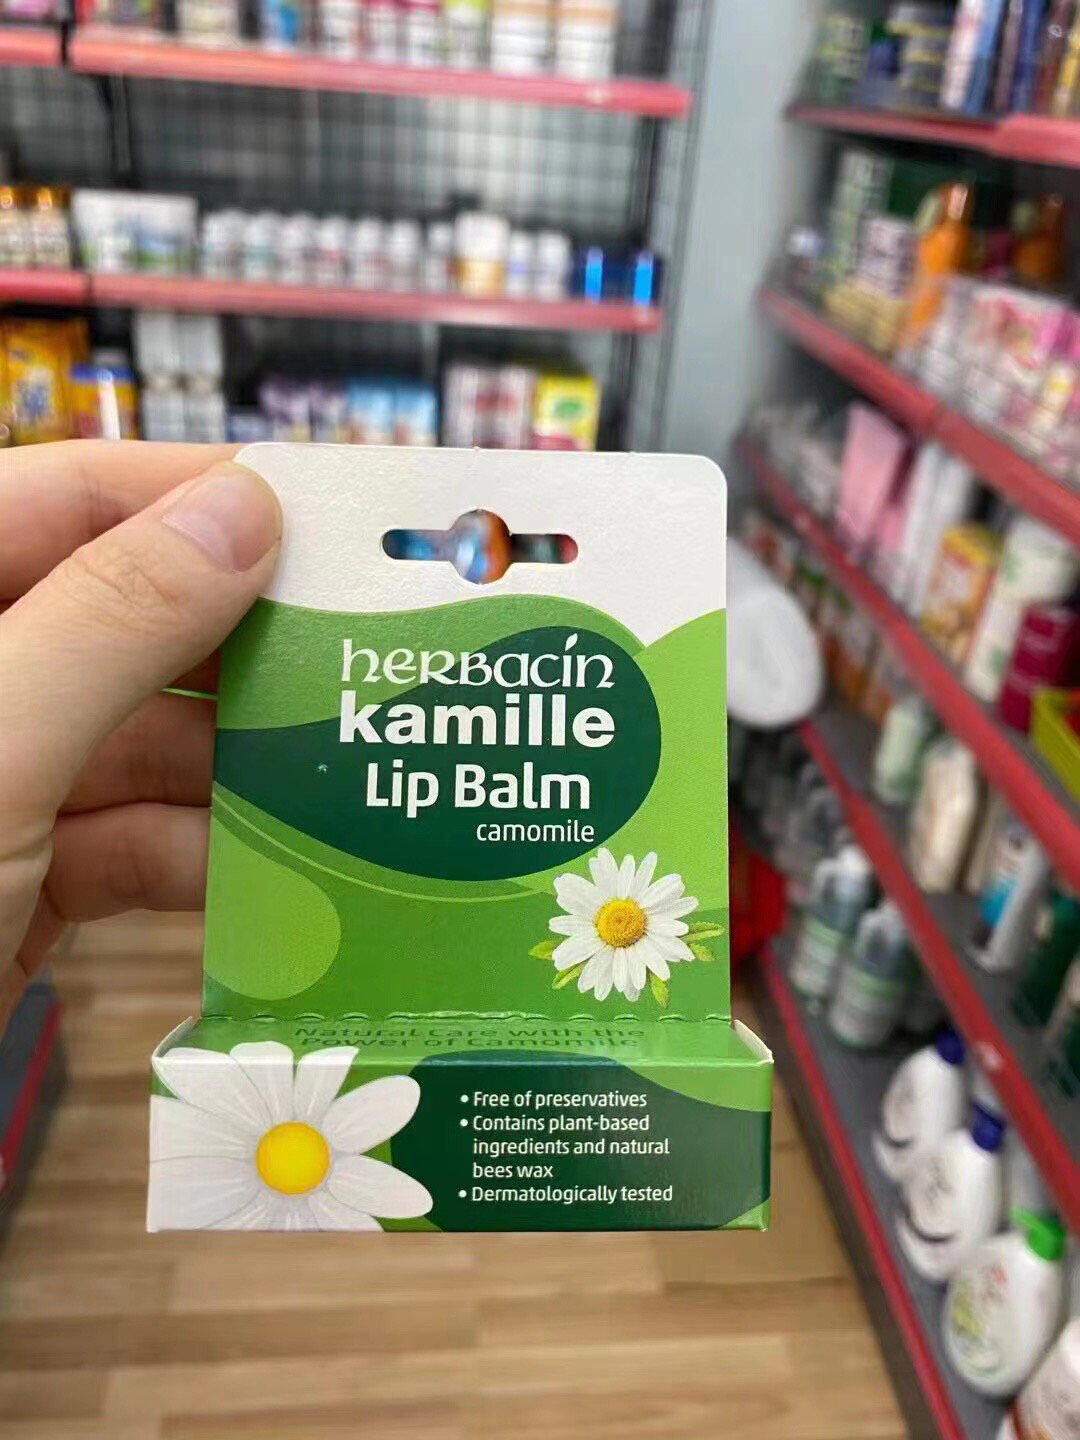 herbacin
kamille
Lip Balm
camomile
Natural Care with the
Power of Camomile
• Free of preservatives
• Contains plant-based
ingredients and natural
bees wax
• Dermatologically tested